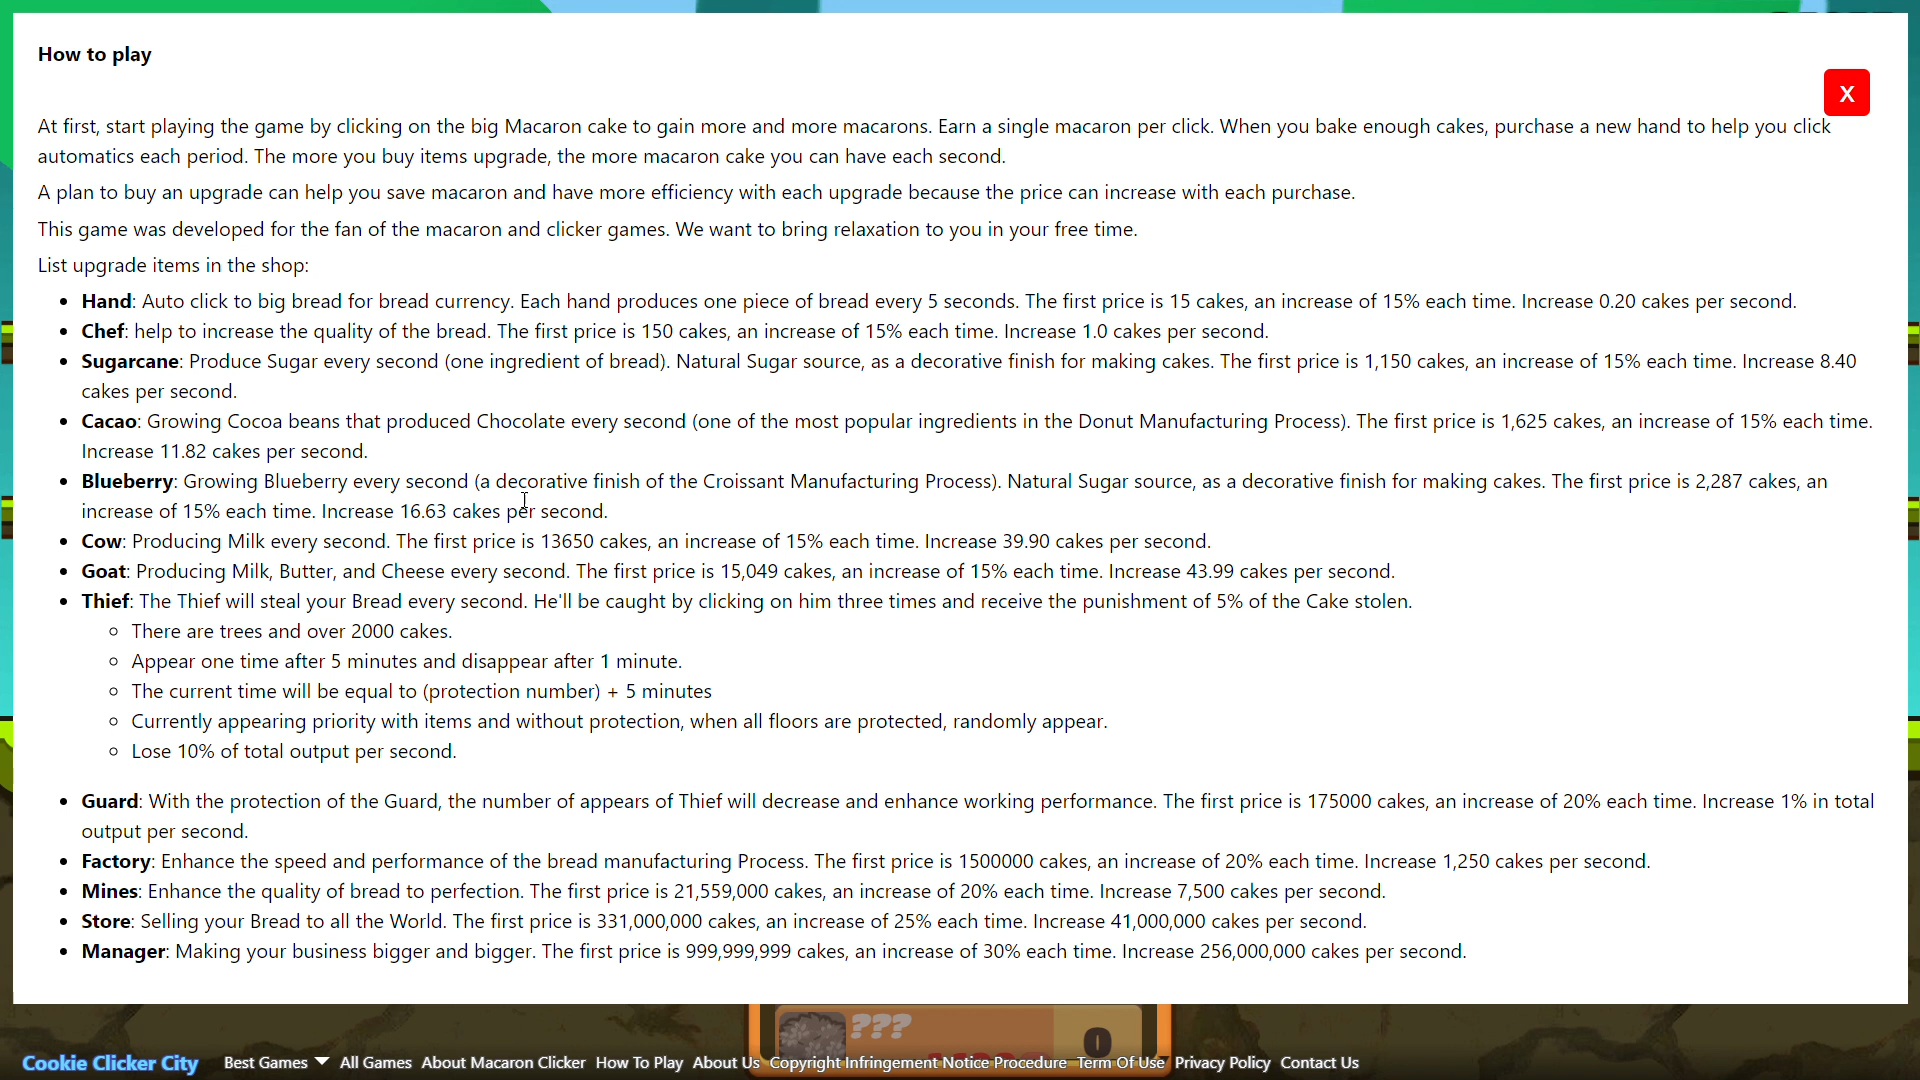 How to play
X
At first, start playing the game by clicking on the big Macaron cake to gain more and more macarons. Earn a single macaron per click. When you bake enough cakes, purchase a new hand to help you click
automatics each period. The more you buy items upgrade, the more macaron cake you can have each second.
A plan to buy an upgrade can help you save macaron and have more efficiency with each upgrade because the price can increase with each purchase.
This game was developed for the fan of the macaron and clicker games. We want to bring relaxation to you in your free time.
List upgrade items in the shop:
Hand: Auto click to big bread for bread currency. Each hand produces one piece of bread every 5 seconds. The first price is 15 cakes, an increase of 15% each time. Increase 0.20 cakes per second.
Chef: help to increase the quality of the bread. The first price is 150 cakes, an increase of 15% each time. Increase 1.0 cakes per second.
Sugarcane: Produce Sugar every second (one ingredient of bread). Natural Sugar source, as a decorative finish for making cakes. The first price is 1,150 cakes, an increase of 15% each time. Increase 8.40
cakes per second.
Cacao: Growing Cocoa beans that produced Chocolate every second (one of the most popular ingredients in the Donut Manufacturing Process). The first price is 1,625 cakes, an increase of 15% each time.
Increase 11.82 cakes per second.
Blueberry: Growing Blueberry every second (a decorative finish of the Croissant Manufacturing Process). Natural Sugar source, as a decorative finish for making cakes. The first price is 2,287 cakes, an
increase of 15% each time. Increase 16.63 cakes per second.
Cow: Producing Milk every second. The first price is 13650 cakes, an increase of 15% each time. Increase 39.90 cakes per second.
Goat: Producing Milk, Butter, and Cheese every second. The first price is 15,049 cakes, an increase of 15% each time. Increase 43.99 cakes per second.
Thief: The Thief will steal your Bread every second. He'll be caught by clicking on him three times and receive the punishment of 5% of the Cake stolen.
There are trees and over 2000 cakes.
Appear one time after 5 minutes and disappear after 1 minute.
The current time will be equal to (protection number) + 5 minutes
Currently appearing priority with items and without protection, when all floors are protected, randomly appear.
Lose 10% of total output per second.
Guard: With the protection of the Guard, the number of appears of Thief will decrease and enhance working performance. The first price is 175000 cakes, an increase of 20% each time. Increase 1% in total
output per second.
Factory: Enhance the speed and performance of the bread manufacturing Process. The first price is 1500000 cakes, an increase of 20% each time. Increase 1,250 cakes per second.
Mines: Enhance the quality of bread to perfection. The first price is 21,559,000 cakes, an increase of 20% each time. Increase 7,500 cakes per second.
Store: Selling your Bread to all the World. The first price is 331,000,000 cakes, an increase of 25% each time. Increase 41,000,000 cakes per second.
Manager: Making your business bigger and bigger. The first price is 999,999,999 cakes, an increase of 30% each time. Increase 256,000,000 cakes per second.
??? 0
Cookie Clicker City Best Games All Games About Macaron Clicker How To Play About Us Copyright Infringement Notice Procedure Term Of Use Privacy Policy Contact Us